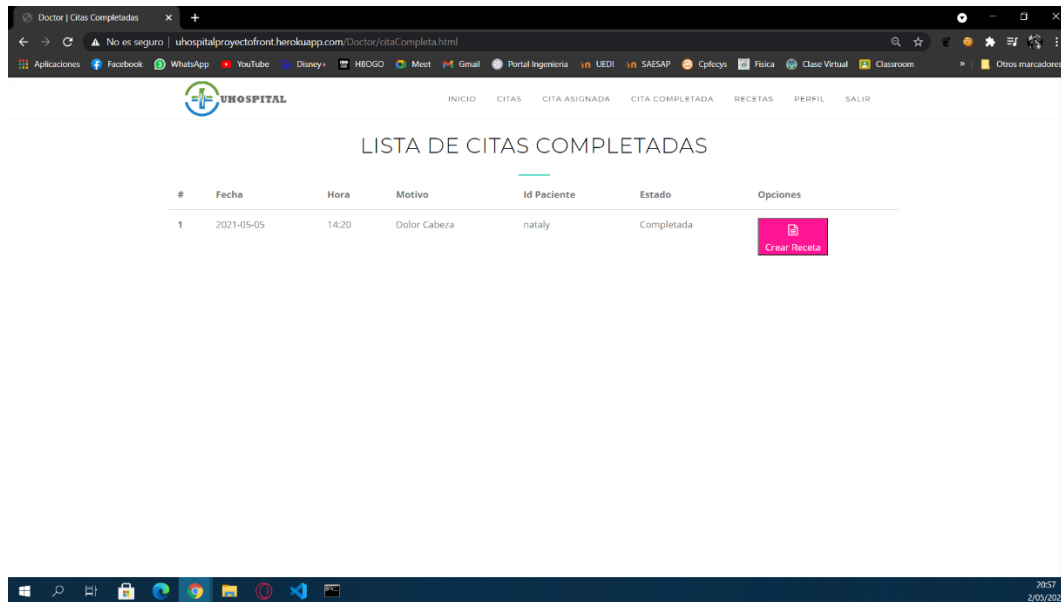 Doctor | Citas Completadas
No es seguro | uhospitalproyectofront.herokuapp.com/Doctor/citaCompleta.html
Aplicaciones Facebook WhatsApp YouTube Disney+ HBOGO Meet Gmail Portal Ingenieria UEDI SAESAP Cpfecys Fisica Clase Virtual Classroom » Otros marcadores
UHOSPITAL INICIO CITAS CITA ASIGNADA CITA COMPLETADA RECETAS PERFIL SALIR
LISTA DE CITAS COMPLETADAS
# Fecha Hora Motivo Id Paciente Estado Opciones
1 2021-05-05 14:20 Dolor Cabeza nataly Completada
Crear Receta
20:57
2/05/202